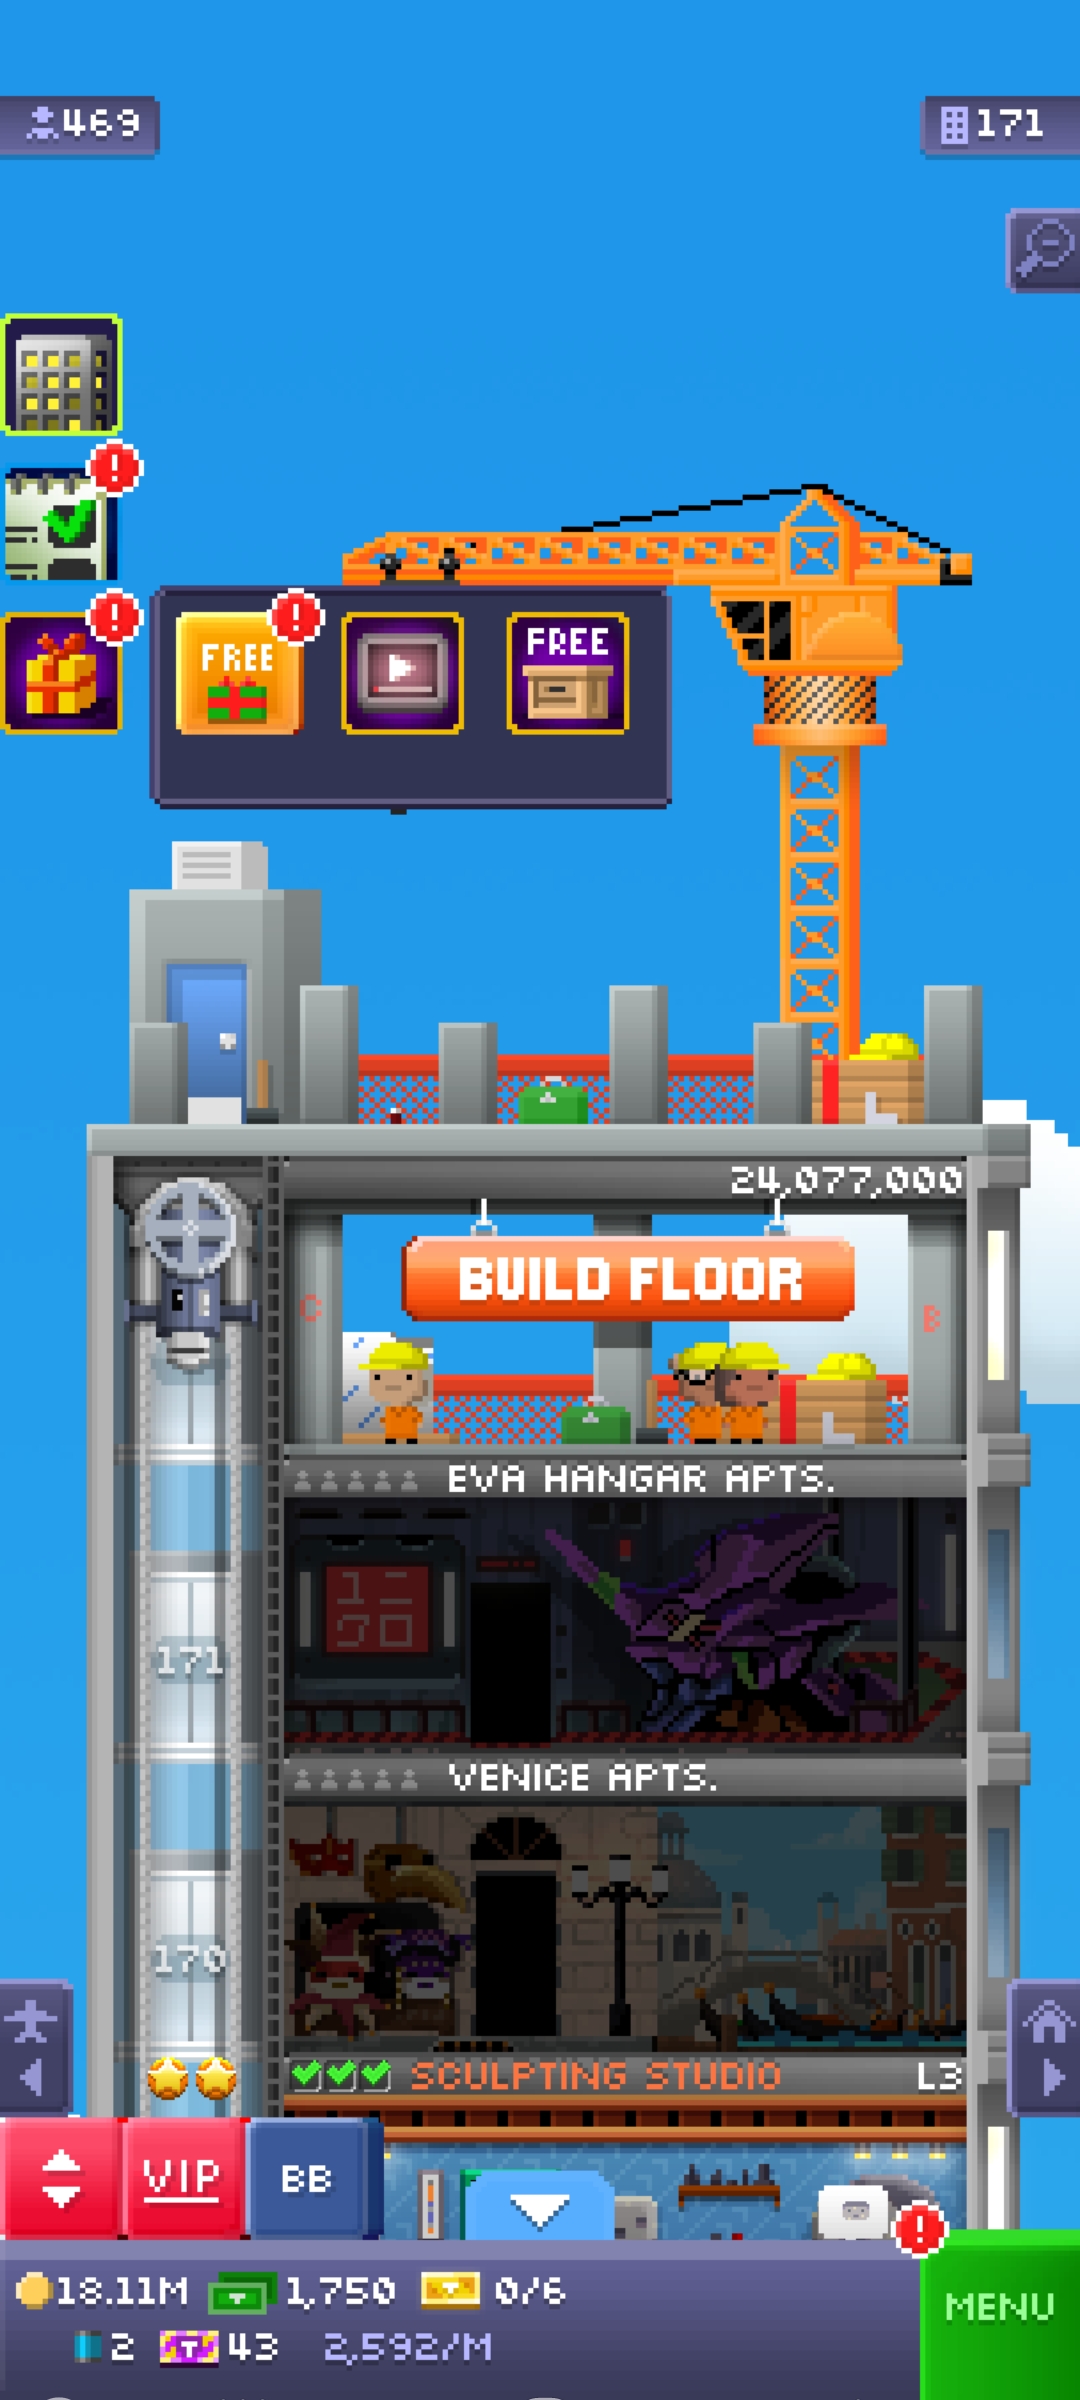 469
171
FREE
FREE
24,077,000
BUILD FLOOR
C
B
EVA HANGAR APTS.
171
VENICE APTS.
170
SCULPTING STUDIO L3
VIP
BB
18.11M 1,750 0/6
MENU
2 T 43 2,592/M